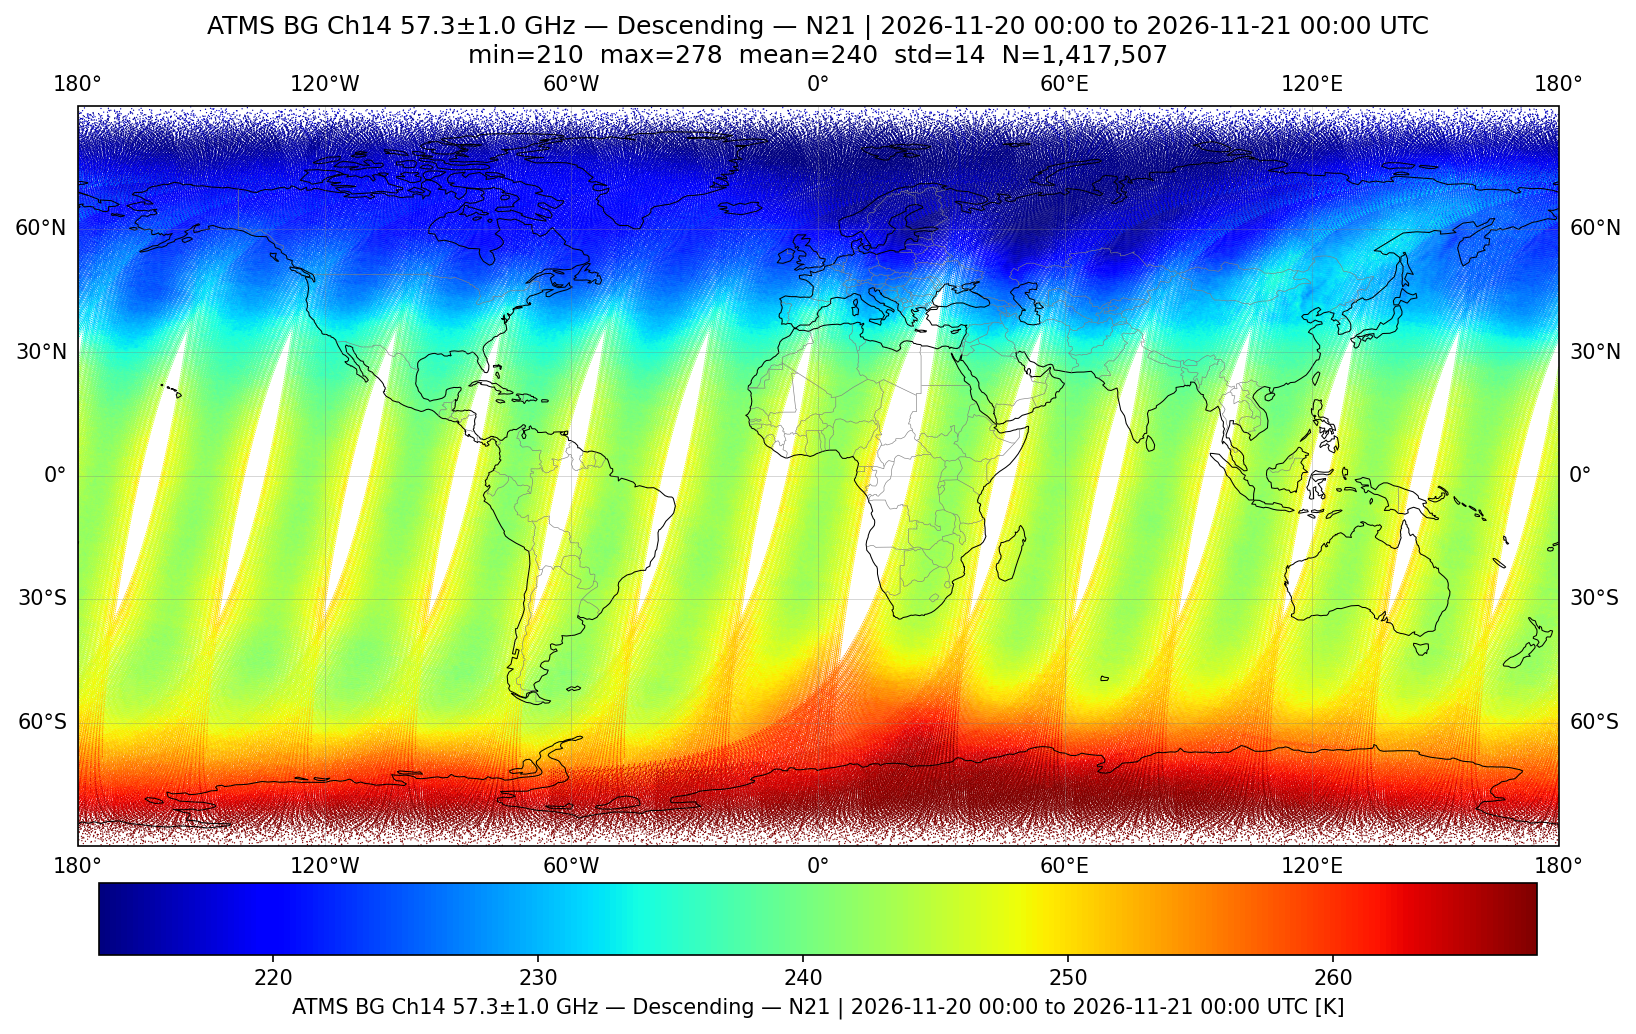 ATMS BG Ch14 57.3±1.0 GHz — Descending — N21 | 2026-11-20 00:00 to 2026-11-21 00:00 UTC
min=210 max=278 mean=240 std=14 N=1,417,507
180° 120°W 60°W 0° 60°E 120°E 180°
60°N 60°N
30°N 30°N
0° 0°
30°S 30°S
60°S 60°S
180° 120°W 60°W 0° 60°E 120°E 180°
220 230 240 250 260
ATMS BG Ch14 57.3±1.0 GHz — Descending — N21 | 2026-11-20 00:00 to 2026-11-21 00:00 UTC [K]